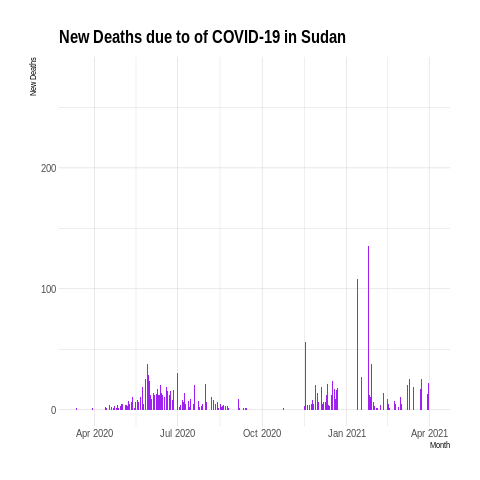 New Deaths due to of COVID-19 in Sudan
New Deaths
200
100
0
Apr 2020 Jul 2020 Oct 2020 Jan 2021 Apr 2021
Month